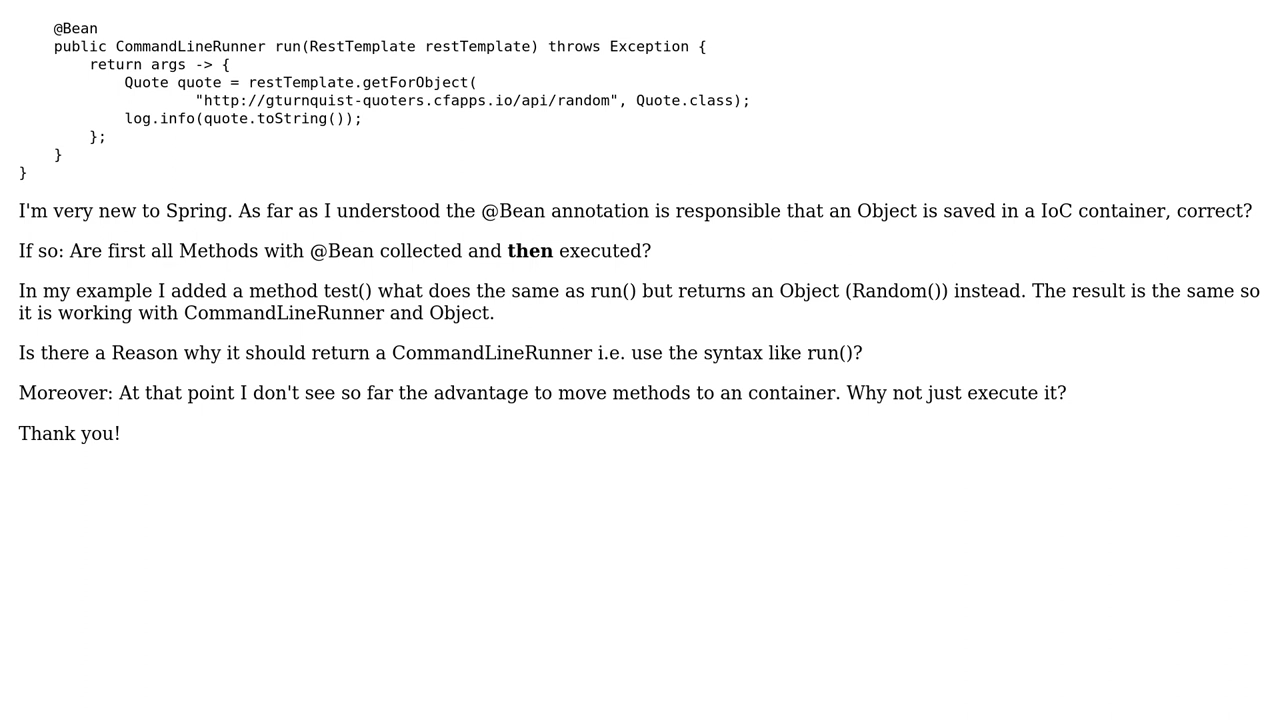 @Bean
public CommandLineRunner run(RestTemplate restTemplate) throws Exception {
return args -> {
Quote quote = restTemplate.getForObject(
"http://gturnquist-quoters.cfapps.io/api/random", Quote.class);
log.info(quote.toString());
};
}
}
I'm very new to Spring. As far as I understood the @Bean annotation is responsible that an Object is saved in a IoC container, correct?
If so: Are first all Methods with @Bean collected and then executed?
In my example I added a method test() what does the same as run() but returns an Object (Random()) instead. The result is the same so
it is working with CommandLineRunner and Object.
Is there a Reason why it should return a CommandLineRunner i.e. use the syntax like run()?
Moreover: At that point I don't see so far the advantage to move methods to an container. Why not just execute it?
Thank you!